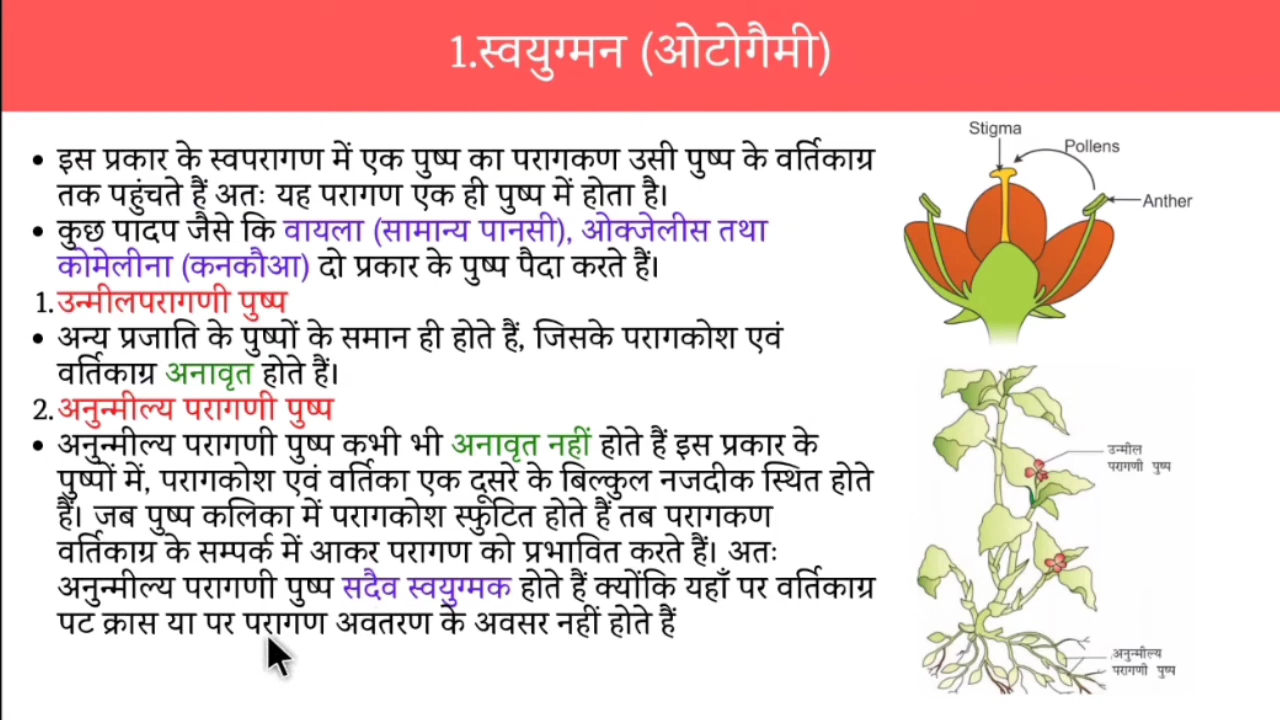 1.स्वयुग्मन (ओटोगैमी)
• इस प्रकार के स्वपरागण में एक पुष्प का परागकण उसी पुष्प के वर्तिकाग्र
तक पहुंचते हैं अतः यह परागण एक ही पुष्प में होता है।
• कुछ पादप जैसे कि वायला (सामान्य पानसी), ओक्जेलीस तथा
कोमेलीना (कनकौआ) दो प्रकार के पुष्प पैदा करते हैं।
1. उन्मीलपरागणी पुष्प
• अन्य प्रजाति के पुष्पों के समान ही होते हैं, जिसके परागकोश एवं
वर्तिकाग्र अनावृत होते हैं।
2. अनुन्मील्य परागणी पुष्प
• अनुन्मील्य परागणी पुष्प कभी भी अनावृत नहीं होते हैं इस प्रकार के
पुष्पों में, परागकोश एवं वर्तिका एक दूसरे के बिल्कुल नजदीक स्थित होते
हैं। जब पुष्प कलिका में परागकोश स्फुटित होते हैं तब परागकण
वर्तिकाग्र के सम्पर्क में आकर परागण को प्रभावित करते हैं। अतः
अनुन्मील्य परागणी पुष्प सदैव स्वयुग्मक होते हैं क्योंकि यहाँ पर वर्तिकाग्र
पट क्रास या पर परागण अवतरण के अवसर नहीं होते हैं
Stigma
Pollens
Anther
उन्मील
परागणी पुष्प
अनुन्मील्य
परागणी पुष्प